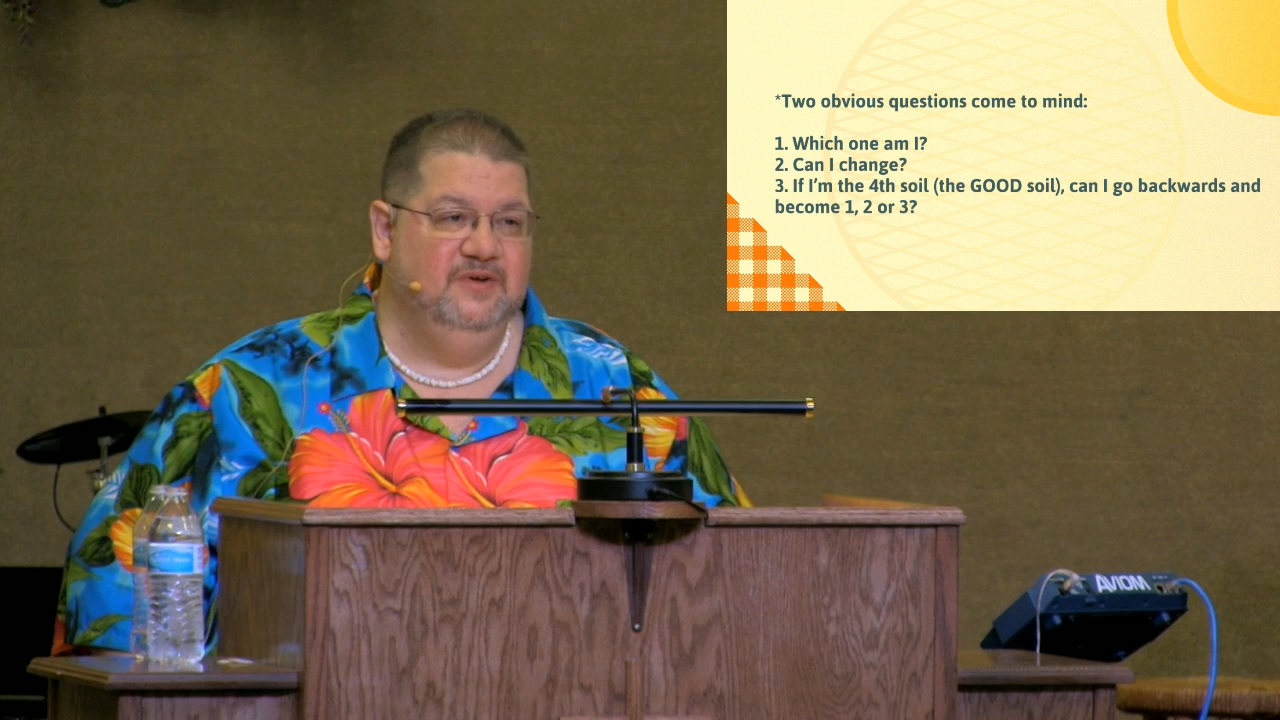 *Two obvious questions come to mind:
1. Which one am I?
2. Can I change?
3. If I'm the 4th soil (the GOOD soil), can I go backwards and
become 1, 2 or 3?
AVIOM